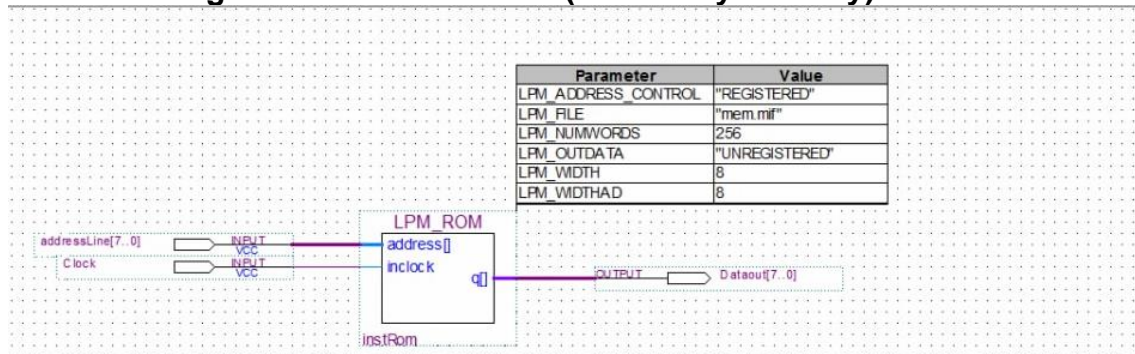 Parameter Value
LPM_ADDRESS_CONTROL "REGISTERED"
LPM_FILE "mem.mif"
LPM_NUMWORDS 256
LPM_OUTDATA "UNREGISTERED"
LPM_WIDTH 8
LPM_WIDTHAD 8
LPM_ROM
addressLine[7..0] INPUT VCC address[]
Clock INPUT VCC inclock
q[] OUTPUT Dataout[7..0]
instRom